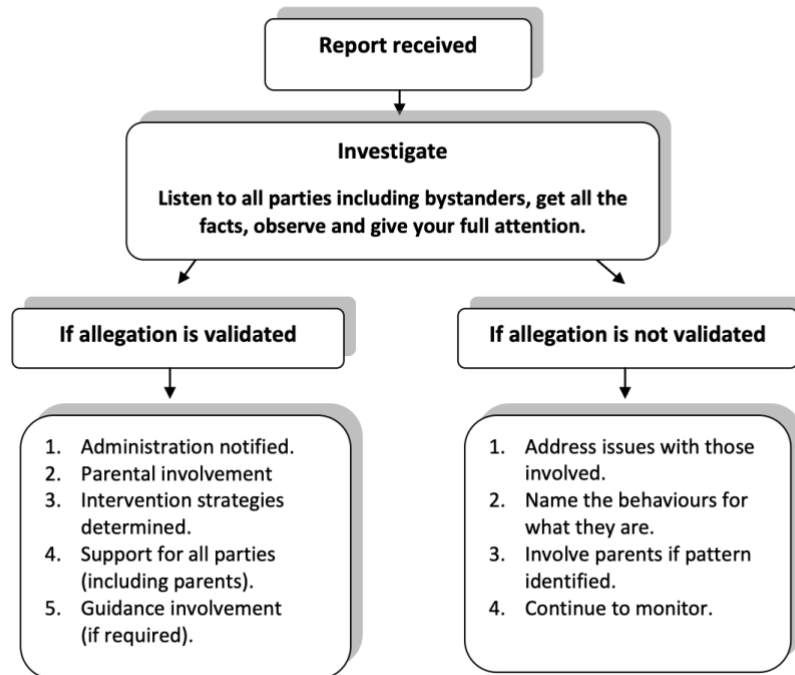 Report received
Investigate
Listen to all parties including bystanders, get all the
facts, observe and give your full attention.
If allegation is validated
If allegation is not validated
1. Administration notified.
2. Parental involvement
3. Intervention strategies
determined.
4. Support for all parties
(including parents).
5. Guidance involvement
(if required).
1. Address issues with those
involved.
2. Name the behaviours for
what they are.
3. Involve parents if pattern
identified.
4. Continue to monitor.